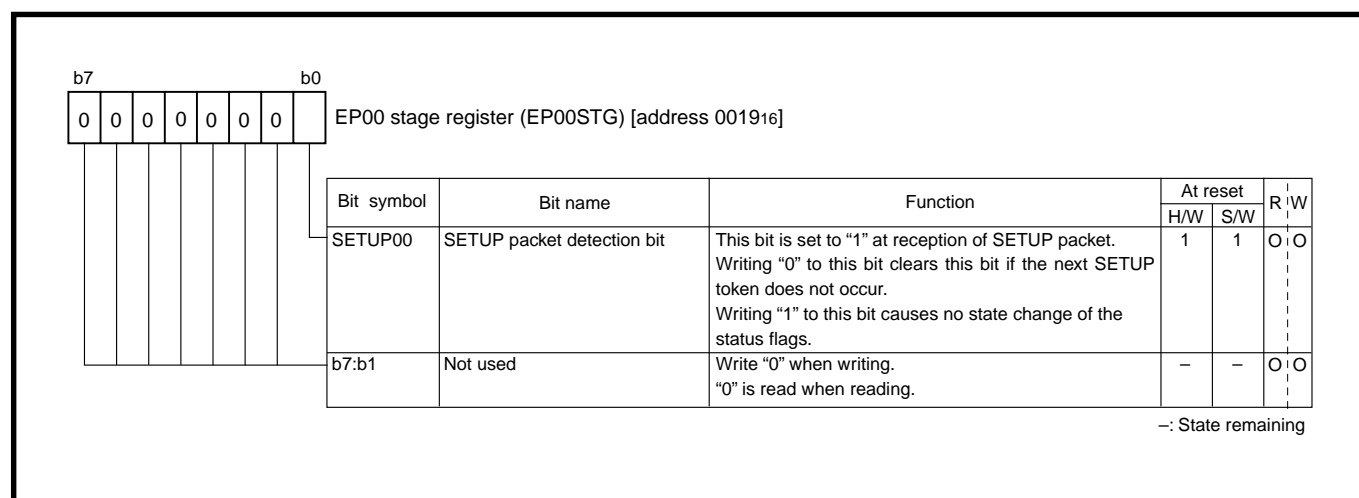 b7 b0
0 0 0 0 0 0 0
EP00 stage register (EP00STG) [address 001916]
Bit symbol Bit name Function At reset R W
H/W S/W
SETUP00 SETUP packet detection bit This bit is set to “1” at reception of SETUP packet. 1 1 O O
Writing “0” to this bit clears this bit if the next SETUP
token does not occur.
Writing “1” to this bit causes no state change of the
status flags.
b7:b1 Not used Write “0” when writing. – – O O
“0” is read when reading.
–: State remaining